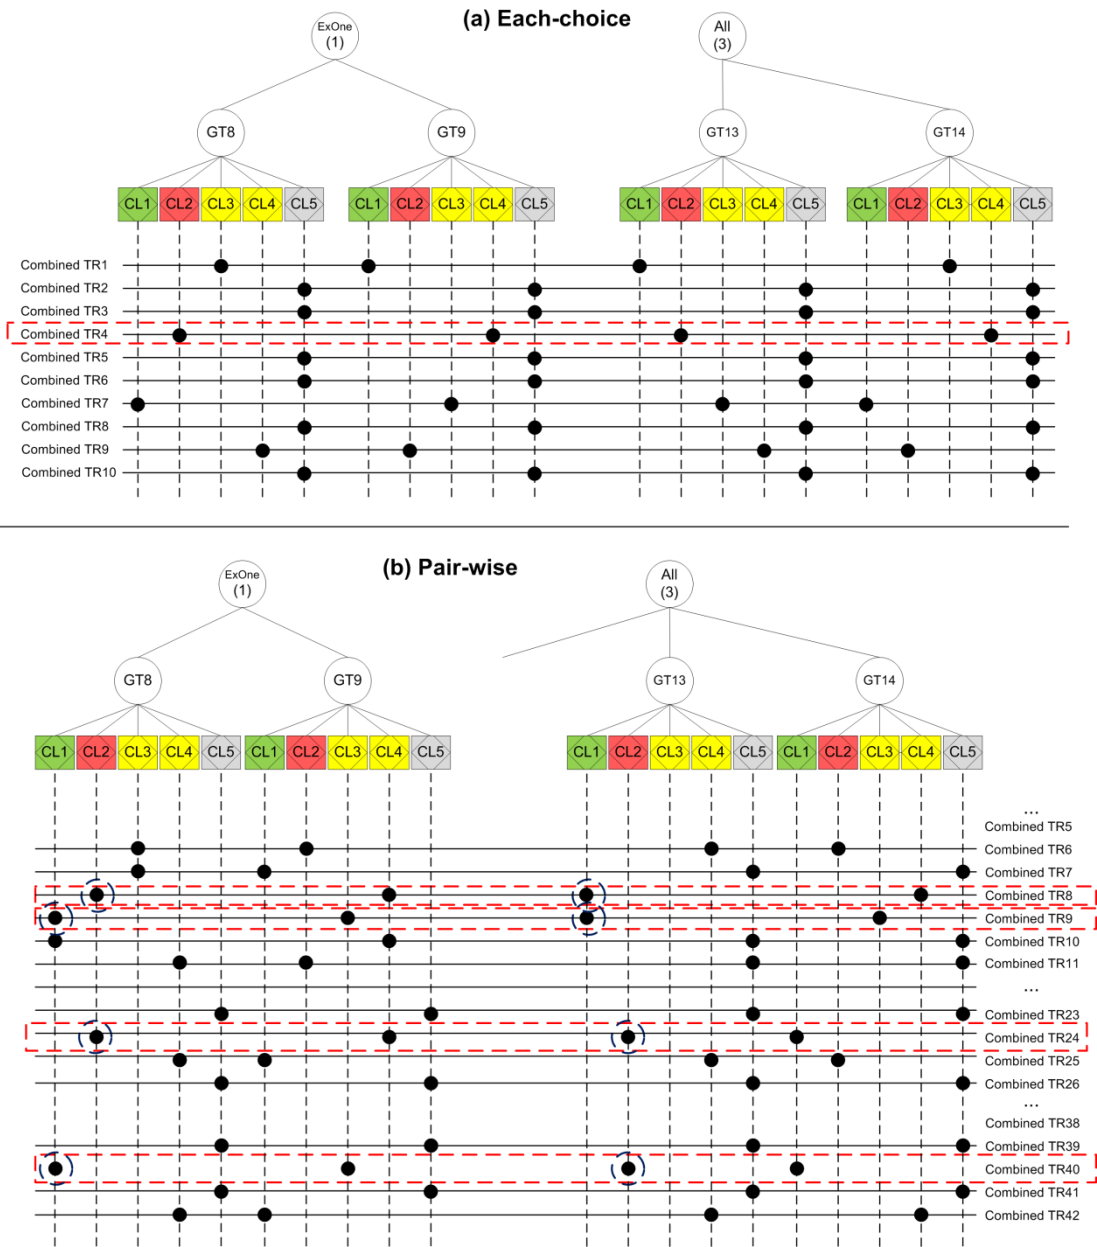 (a) Each-choice
ExOne
(1)
All
(3)
GT8
GT9
GT13
GT14
CL1 CL2 CL3 CL4 CL5 CL1 CL2 CL3 CL4 CL5 CL1 CL2 CL3 CL4 CL5 CL1 CL2 CL3 CL4 CL5
Combined TR1
Combined TR2
Combined TR3
Combined TR4
Combined TR5
Combined TR6
Combined TR7
Combined TR8
Combined TR9
Combined TR10
(b) Pair-wise
ExOne
(1)
All
(3)
GT8
GT9
GT13
GT14
CL1 CL2 CL3 CL4 CL5 CL1 CL2 CL3 CL4 CL5 CL1 CL2 CL3 CL4 CL5 CL1 CL2 CL3 CL4 CL5
...
Combined TR5
Combined TR6
Combined TR7
Combined TR8
Combined TR9
Combined TR10
Combined TR11
...
Combined TR23
Combined TR24
Combined TR25
Combined TR26
...
Combined TR38
Combined TR39
Combined TR40
Combined TR41
Combined TR42